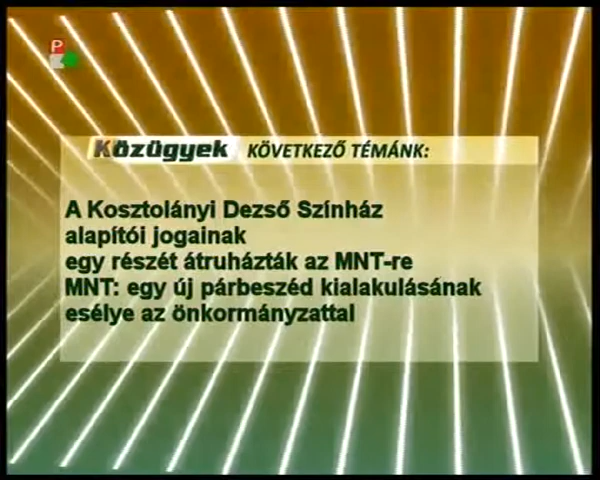 P
Közügyek KÖVETKEZŐ TÉMÁNK:
A Kosztolányi Dezső Színház
alapítói jogainak
egy részét átruházták az MNT-re
MNT: egy új párbeszéd kialakulásának
esélye az önkormányzattal